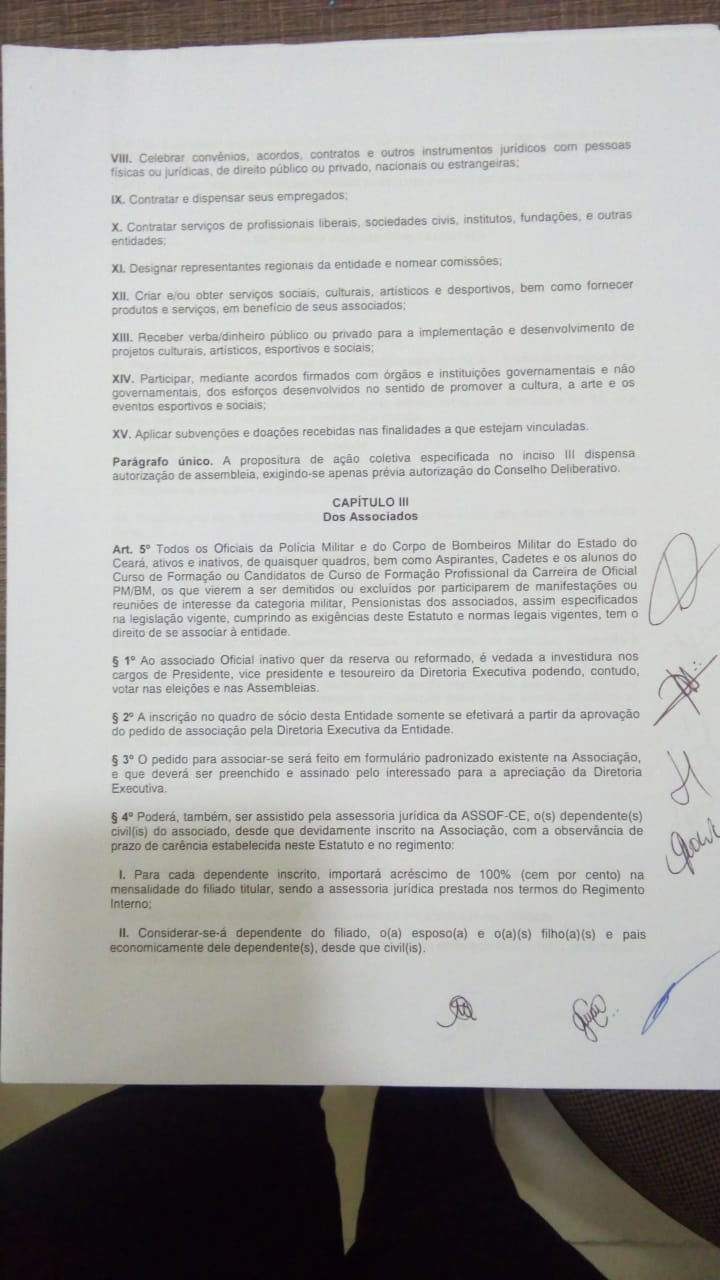 VIII. Celebrar convênios, acordos, contratos e outros instrumentos jurídicos com pessoas
físicas ou jurídicas, de direito público ou privado, nacionais ou estrangeiras;
IX. Contratar e dispensar seus empregados;
X. Contratar serviços de profissionais liberais, sociedades civis, institutos, fundações, e outras
entidades;
XI. Designar representantes regionais da entidade e nomear comissões;
XII. Criar e/ou obter serviços sociais, culturais, artísticos e desportivos, bem como fornecer
produtos e serviços, em benefício de seus associados;
XIII. Receber verba/dinheiro público ou privado para a implementação e desenvolvimento de
projetos culturais, artísticos, esportivos e sociais;
XIV. Participar, mediante acordos firmados com órgãos e instituições governamentais e não
governamentais, dos esforços desenvolvidos no sentido de promover a cultura, a arte e os
eventos esportivos e sociais;
XV. Aplicar subvenções e doações recebidas nas finalidades a que estejam vinculadas.
Parágrafo único. A propositura de ação coletiva especificada no inciso III dispensa
autorização de assembleia, exigindo-se apenas prévia autorização do Conselho Deliberativo.
CAPÍTULO III
Dos Associados
Art. 5º Todos os Oficiais da Polícia Militar e do Corpo de Bombeiros Militar do Estado do
Ceará, ativos e inativos, de quaisquer quadros, bem como Aspirantes, Cadetes e os alunos do
Curso de Formação ou Candidatos de Curso de Formação Profissional da Carreira de Oficial
PM/BM, os que vierem a ser demitidos ou excluídos por participarem de manifestações ou
reuniões de interesse da categoria militar, Pensionistas dos associados, assim especificados
na legislação vigente, cumprindo as exigências deste Estatuto e normas legais vigentes, tem o
direito de se associar à entidade.
§ 1º Ao associado Oficial inativo quer da reserva ou reformado, é vedada a investidura nos
cargos de Presidente, vice presidente e tesoureiro da Diretoria Executiva podendo, contudo,
votar nas eleições e nas Assembleias.
§ 2º A inscrição no quadro de sócio desta Entidade somente se efetivará a partir da aprovação
do pedido de associação pela Diretoria Executiva da Entidade.
§ 3º O pedido para associar-se será feito em formulário padronizado existente na Associação,
e que deverá ser preenchido e assinado pelo interessado para a apreciação da Diretoria
Executiva.
§ 4º Poderá, também, ser assistido pela assessoria jurídica da ASSOF-CE, o(s) dependente(s)
civil(is) do associado, desde que devidamente inscrito na Associação, com a observância de
prazo de carência estabelecida neste Estatuto e no regimento:
I. Para cada dependente inscrito, importará acréscimo de 100% (cem por cento) na
mensalidade do filiado titular, sendo a assessoria jurídica prestada nos termos do Regimento
Interno;
II. Considerar-se-á dependente do filiado, o(a) esposo(a) e o(a)(s) filho(a)(s) e pais
economicamente dele dependente(s), desde que civil(is).